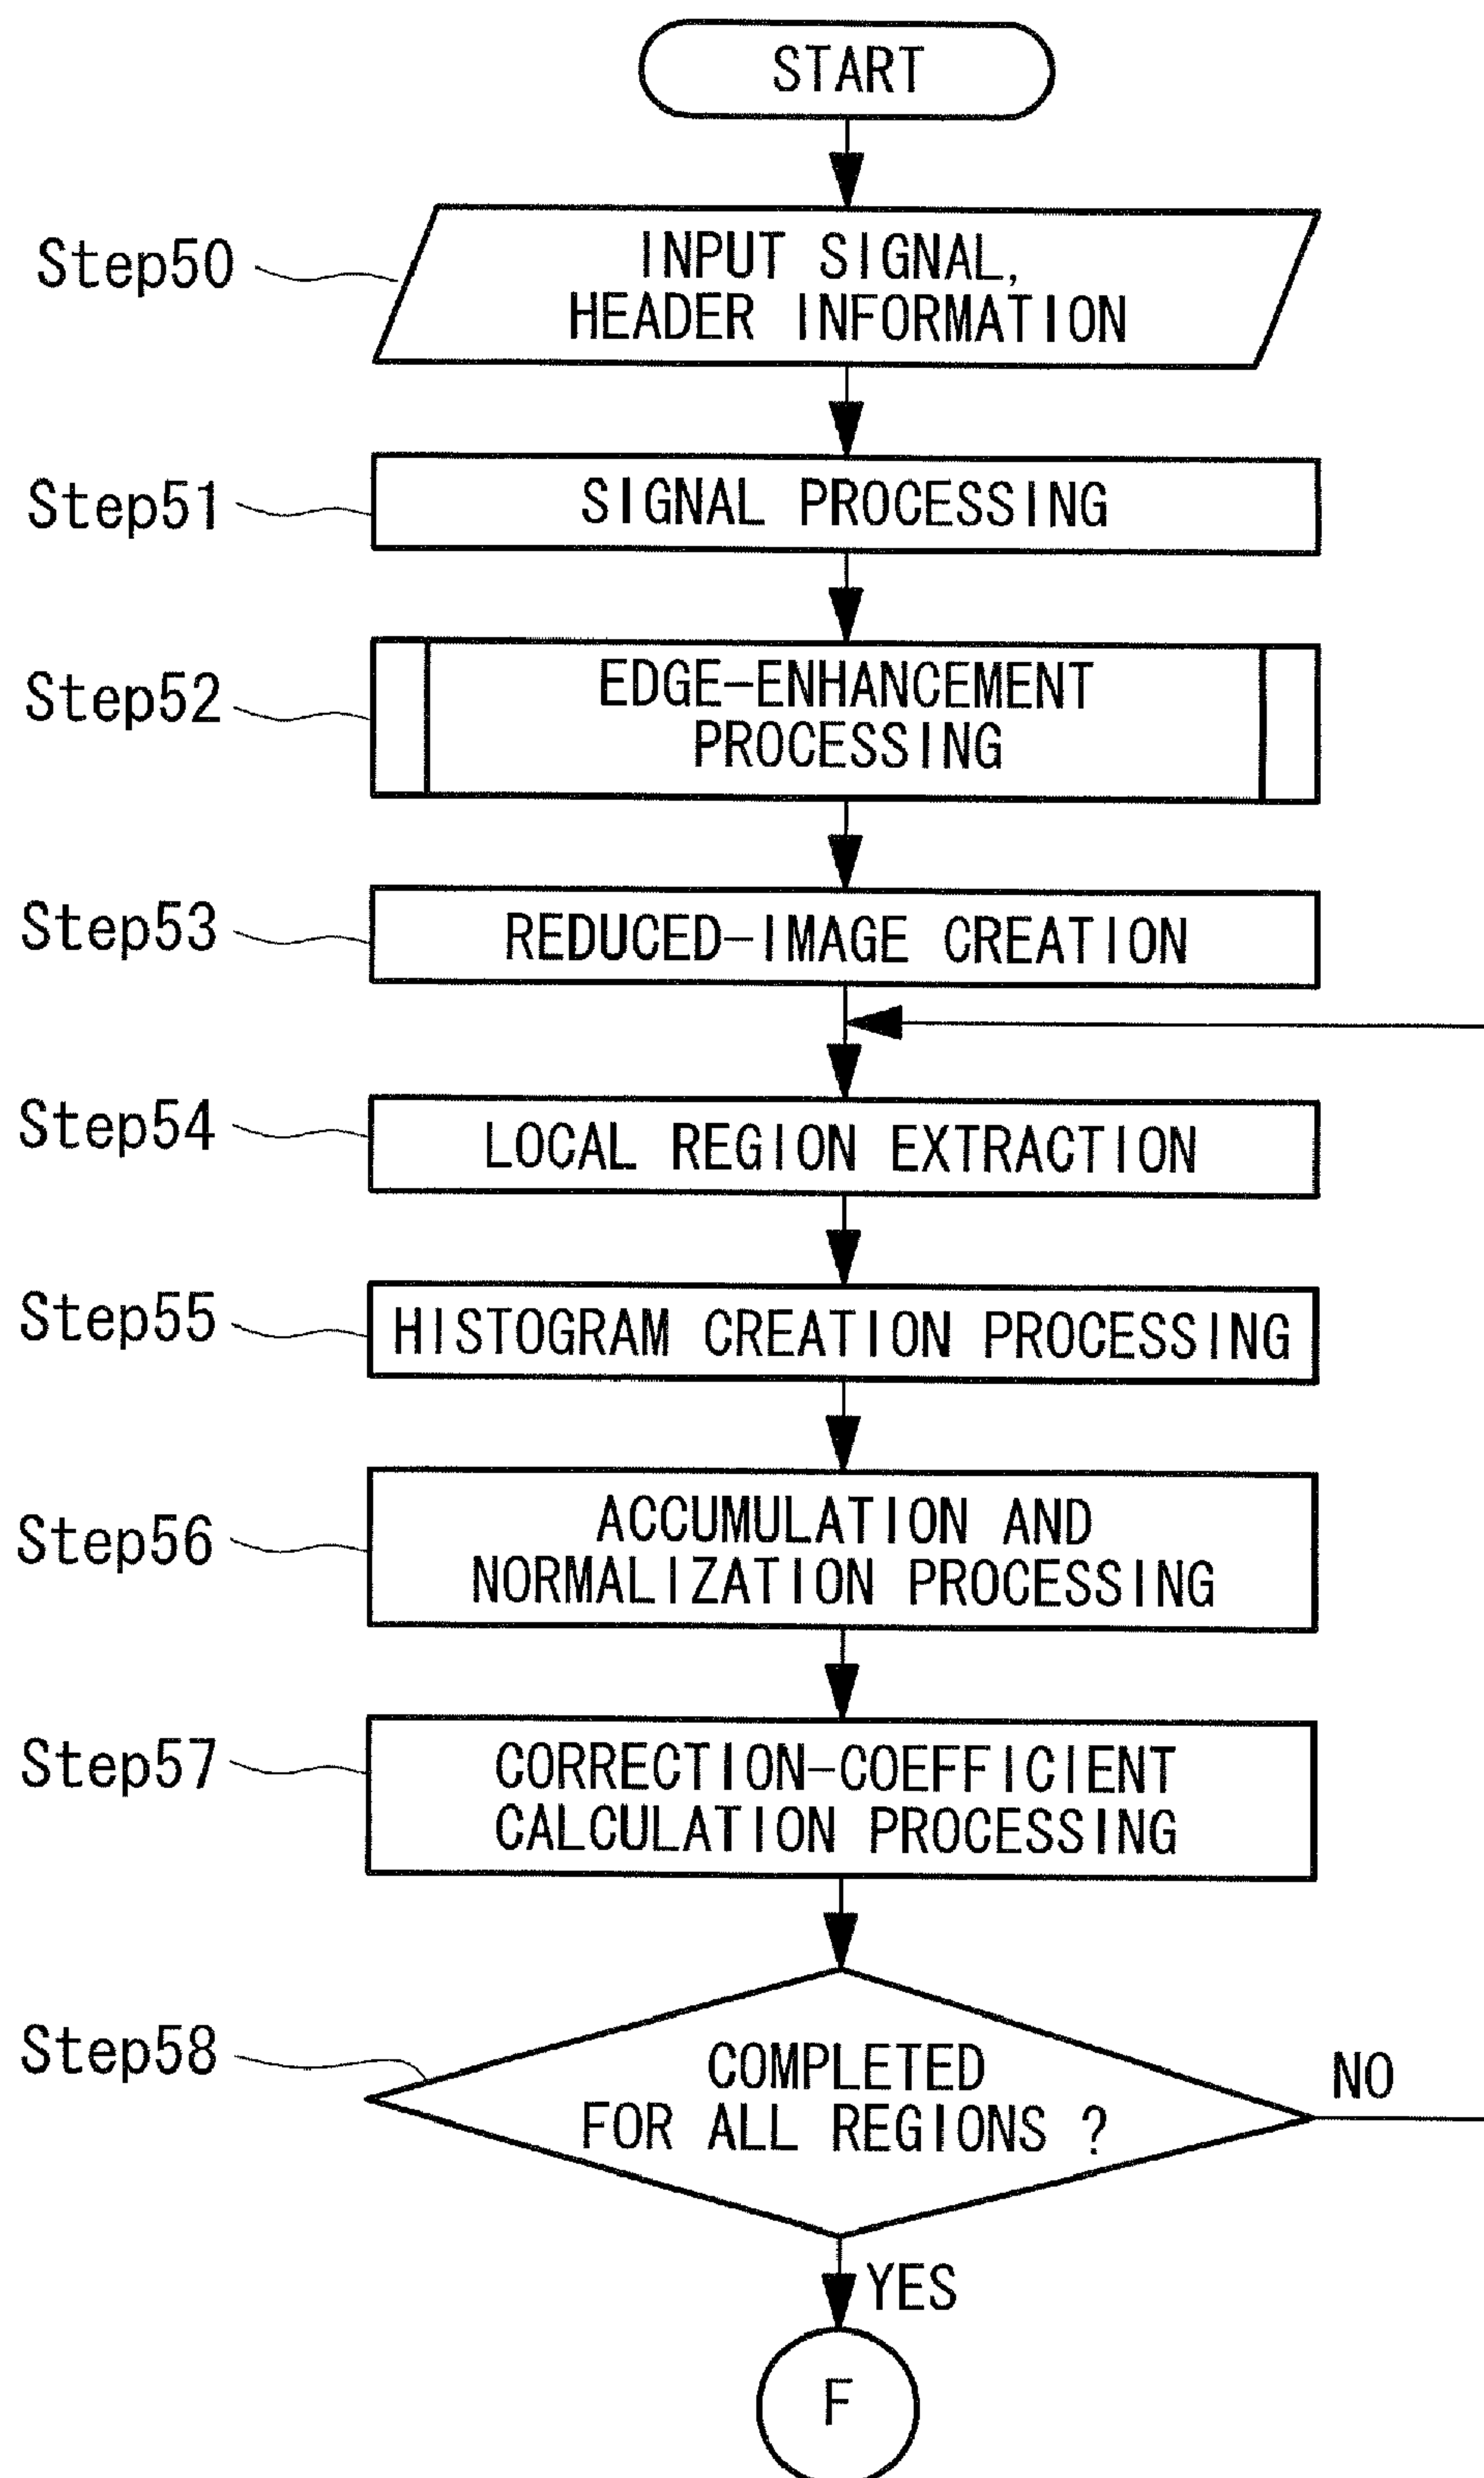 START
Step50
INPUT SIGNAL,
HEADER INFORMATION
Step51
SIGNAL PROCESSING
Step52
EDGE-ENHANCEMENT
PROCESSING
Step53
REDUCED-IMAGE CREATION
Step54
LOCAL REGION EXTRACTION
Step55
HISTOGRAM CREATION PROCESSING
Step56
ACCUMULATION AND
NORMALIZATION PROCESSING
Step57
CORRECTION-COEFFICIENT
CALCULATION PROCESSING
Step58
COMPLETED
FOR ALL REGIONS ?
NO
YES
F